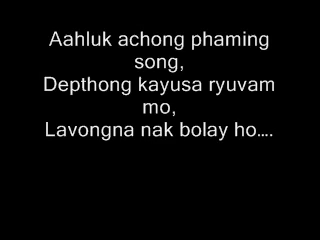 Aahluk achong phaming
song,
Depthong kayusa ryuvam
mo,
Lavongna nak bolay ho....